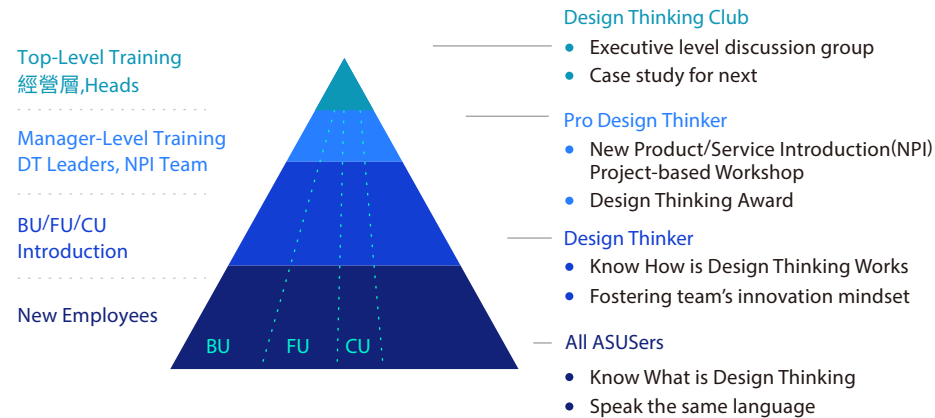 Top-Level Training
經營層,Heads
Manager-Level Training
DT Leaders, NPI Team
BU/FU/CU
Introduction
New Employees
BU
FU
CU
Design Thinking Club
• Executive level discussion group
• Case study for next
Pro Design Thinker
• New Product/Service Introduction(NPI)
Project-based Workshop
• Design Thinking Award
Design Thinker
• Know How is Design Thinking Works
• Fostering team's innovation mindset
All ASUSers
• Know What is Design Thinking
• Speak the same language